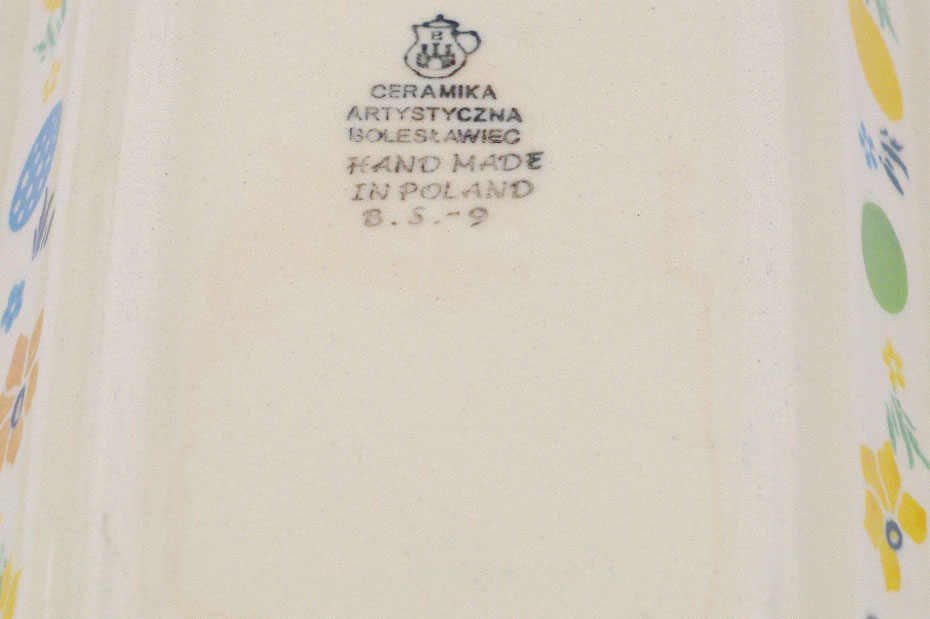 B
CERAMIKA
ARTYSTYCZNA
BOLESŁAWIEC
HAND MADE
IN POLAND
B.S.-9